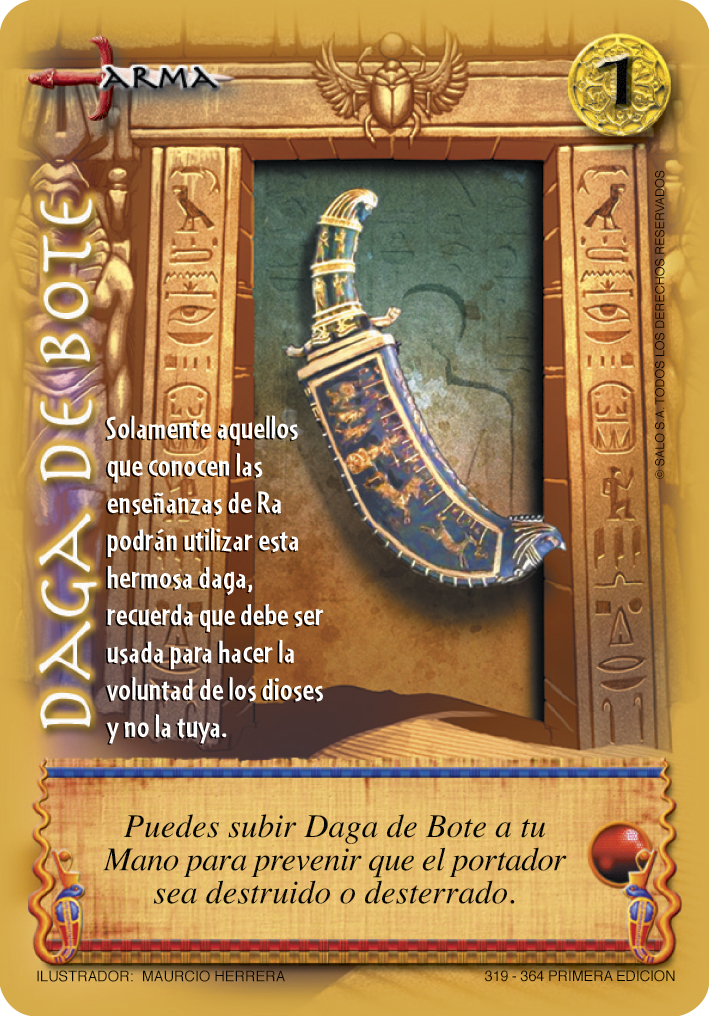 ARMA
1
DAGA DE BOTE
Solamente aquellos
que conocen las
enseñanzas de Ra
podrán utilizar esta
hermosa daga,
recuerda que debe ser
usada para hacer la
voluntad de los dioses
y no la tuya.
© SALO S.A. TODOS LOS DERECHOS RESERVADOS
Puedes subir Daga de Bote a tu
Mano para prevenir que el portador
sea destruido o desterrado.
ILUSTRADOR: MAURCIO HERRERA
319 - 364 PRIMERA EDICION